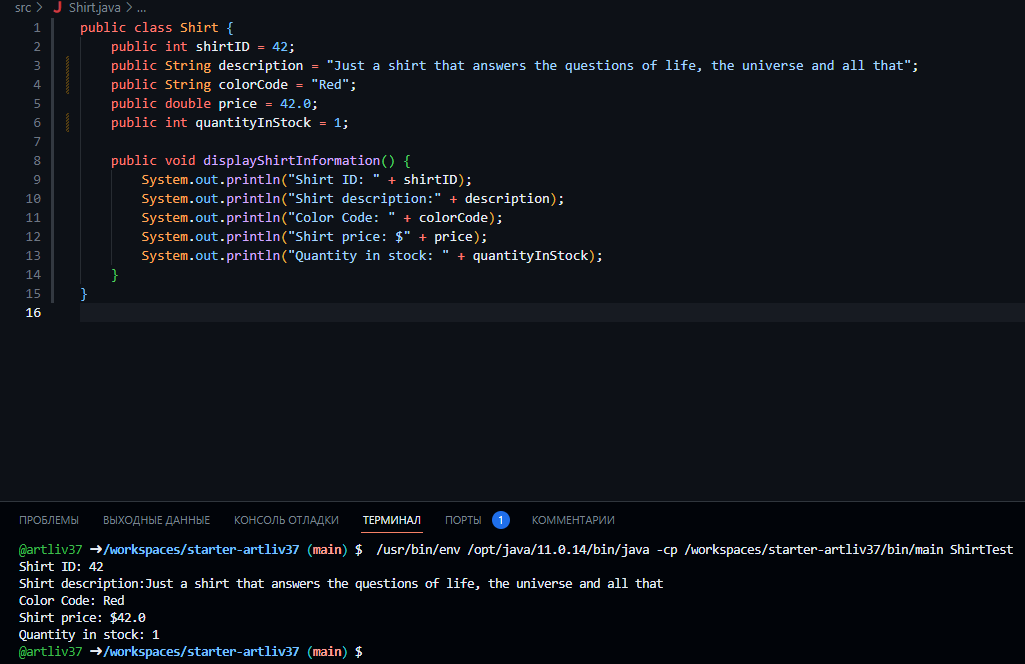 src > J Shirt.java > ...
1 public class Shirt {
2 public int shirtID = 42;
3 public String description = "Just a shirt that answers the questions of life, the universe and all that";
4 public String colorCode = "Red";
5 public double price = 42.0;
6 public int quantityInStock = 1;
7
8 public void displayShirtInformation() {
9 System.out.println("Shirt ID: " + shirtID);
10 System.out.println("Shirt description:" + description);
11 System.out.println("Color Code: " + colorCode);
12 System.out.println("Shirt price: $" + price);
13 System.out.println("Quantity in stock: " + quantityInStock);
14 }
15 }
16
ПРОБЛЕМЫ ВЫХОДНЫЕ ДАННЫЕ КОНСОЛЬ ОТЛАДКИ ТЕРМИНАЛ ПОРТЫ 1 КОММЕНТАРИИ
@artliv37 ➜/workspaces/starter-artliv37 (main) $ /usr/bin/env /opt/java/11.0.14/bin/java -cp /workspaces/starter-artliv37/bin/main ShirtTest
Shirt ID: 42
Shirt description:Just a shirt that answers the questions of life, the universe and all that
Color Code: Red
Shirt price: $42.0
Quantity in stock: 1
@artliv37 ➜/workspaces/starter-artliv37 (main) $